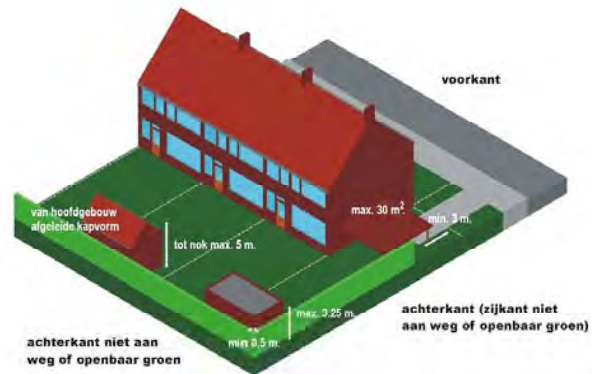 voorkant
van hoofdgebouw
afgeleide kapvorm
max. 30 m².
min. 3 m.
tot nok max. 5 m.
max. 3.25 m.
achterkant (zijkant niet
aan weg of openbaar groen)
min 0,5 m.
achterkant niet aan
weg of openbaar groen